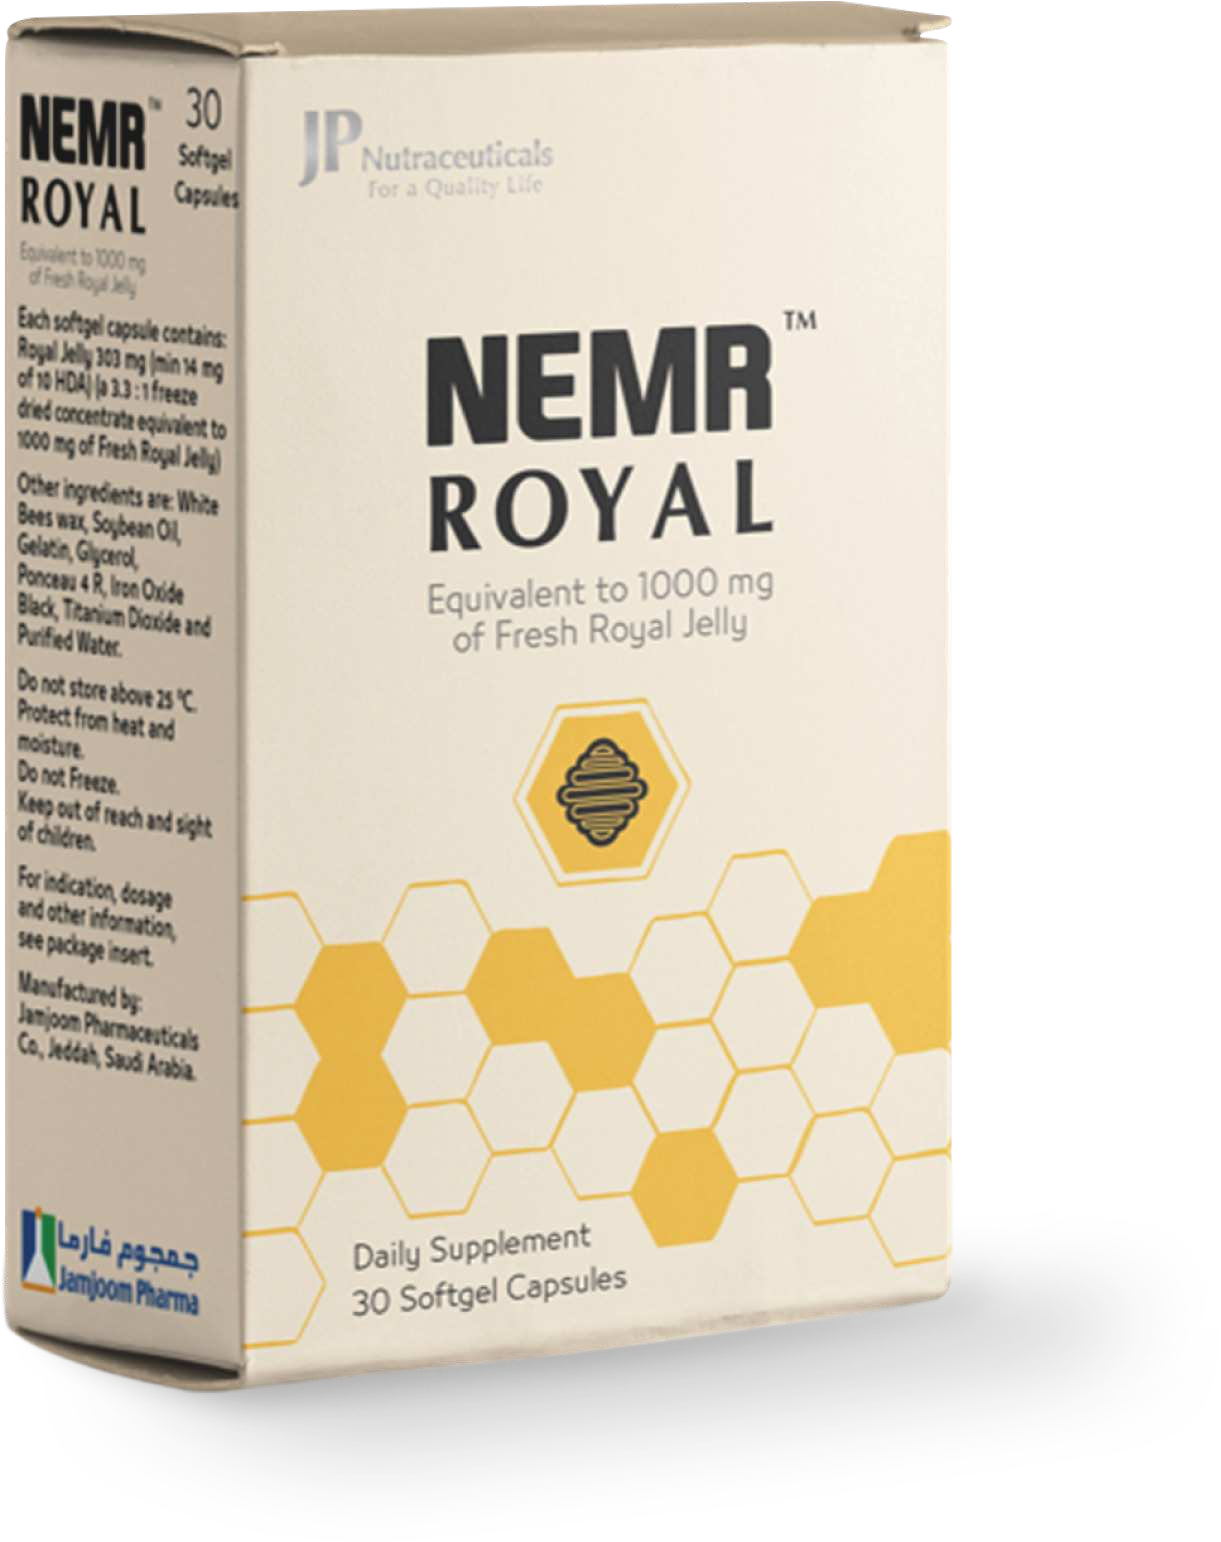 NEMR™
ROYAL
30
Softgel
Capsules
Equivalent to 1000 mg
of Fresh Royal Jelly
Each softgel capsule contains:
Royal Jelly 303 mg (min 14 mg
of 10 HDA) (a 3.3 : 1 freeze
dried concentrate equivalent to
1000 mg of Fresh Royal Jelly)
Other ingredients are: White
Bees wax, Soybean Oil,
Gelatin, Glycerol,
Ponceau 4 R, Iron Oxide
Black, Titanium Dioxide and
Purified Water.
Do not store above 25 °C.
Protect from heat and
moisture.
Do not Freeze.
Keep out of reach and sight
of children.
For indication, dosage
and other information,
see package insert.
Manufactured by:
Jamjoom Pharmaceuticals
Co., Jeddah, Saudi Arabia.
جمجوم فارما
Jamjoom Pharma
JP Nutraceuticals
For a Quality Life
NEMR™
ROYAL
Equivalent to 1000 mg
of Fresh Royal Jelly
Daily Supplement
30 Softgel Capsules